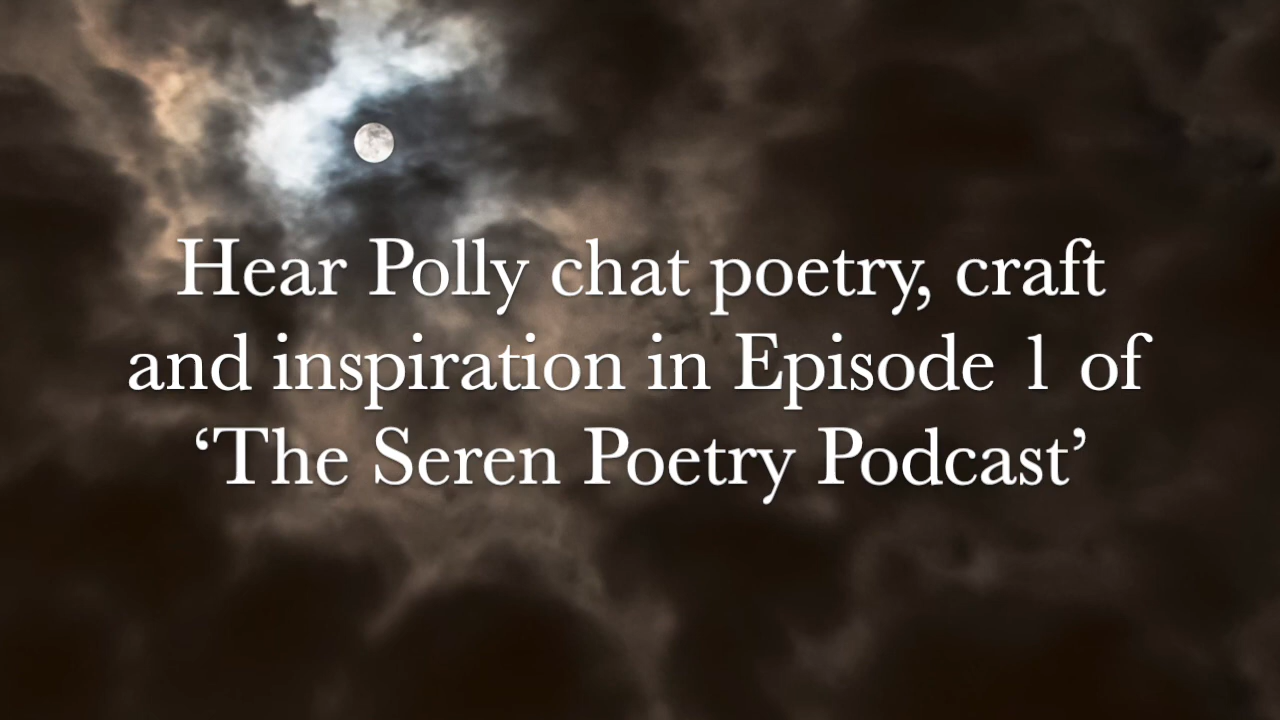 Hear Polly chat poetry, craft
and inspiration in Episode 1 of
‘The Seren Poetry Podcast’